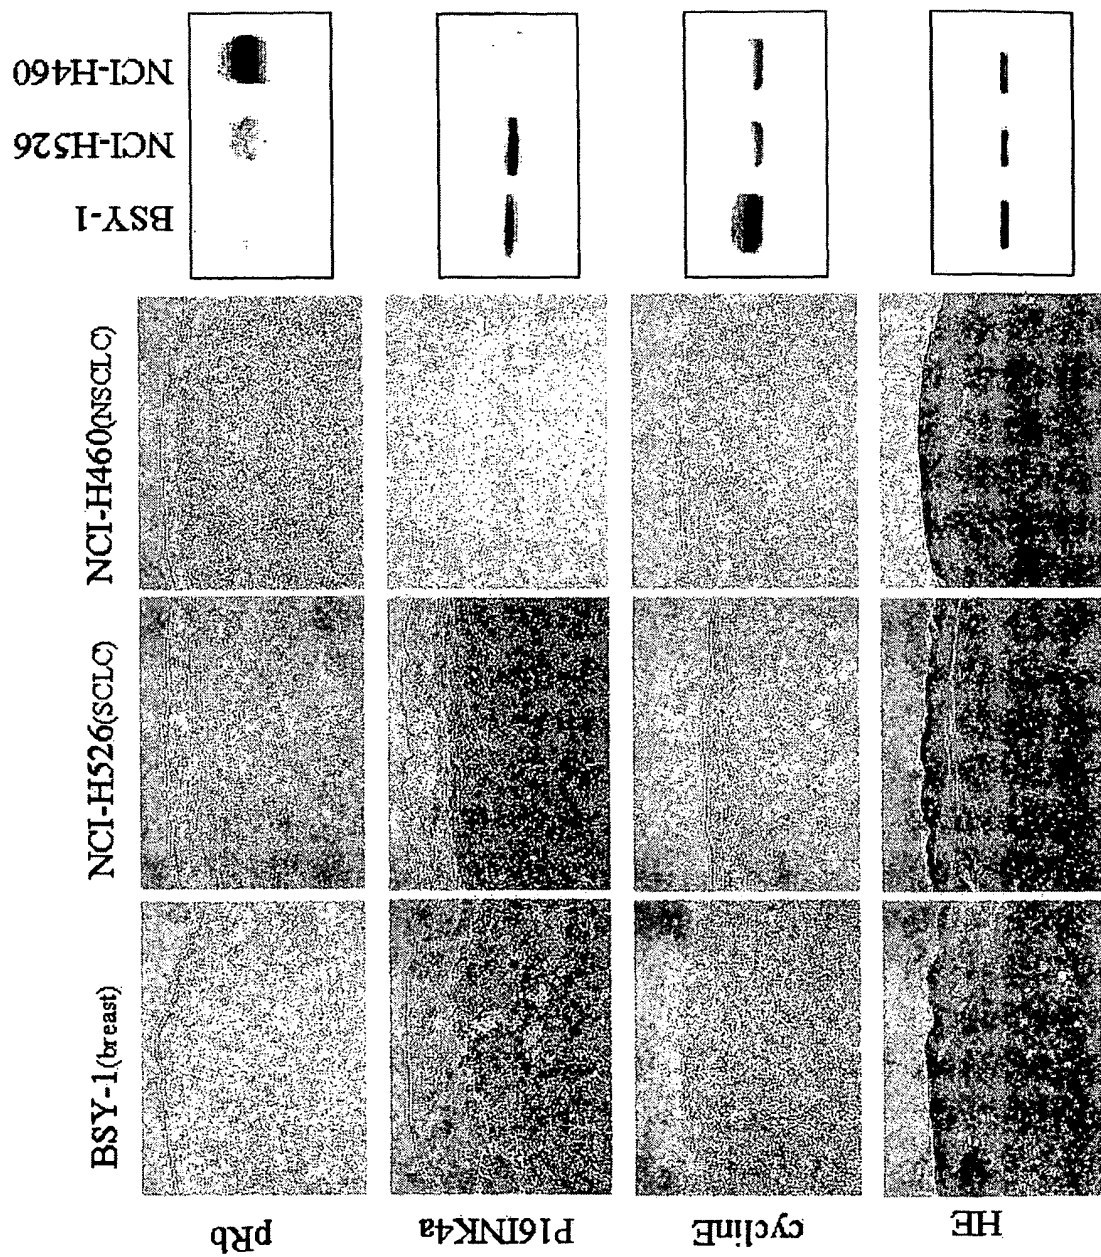 BSY-1(breast)
NCI-H526(SCLC)
NCI-H460(NSCLC)
BSY-1
NCI-H526
NCI-H460
pRb
P16INK4a
cyclinE
HE